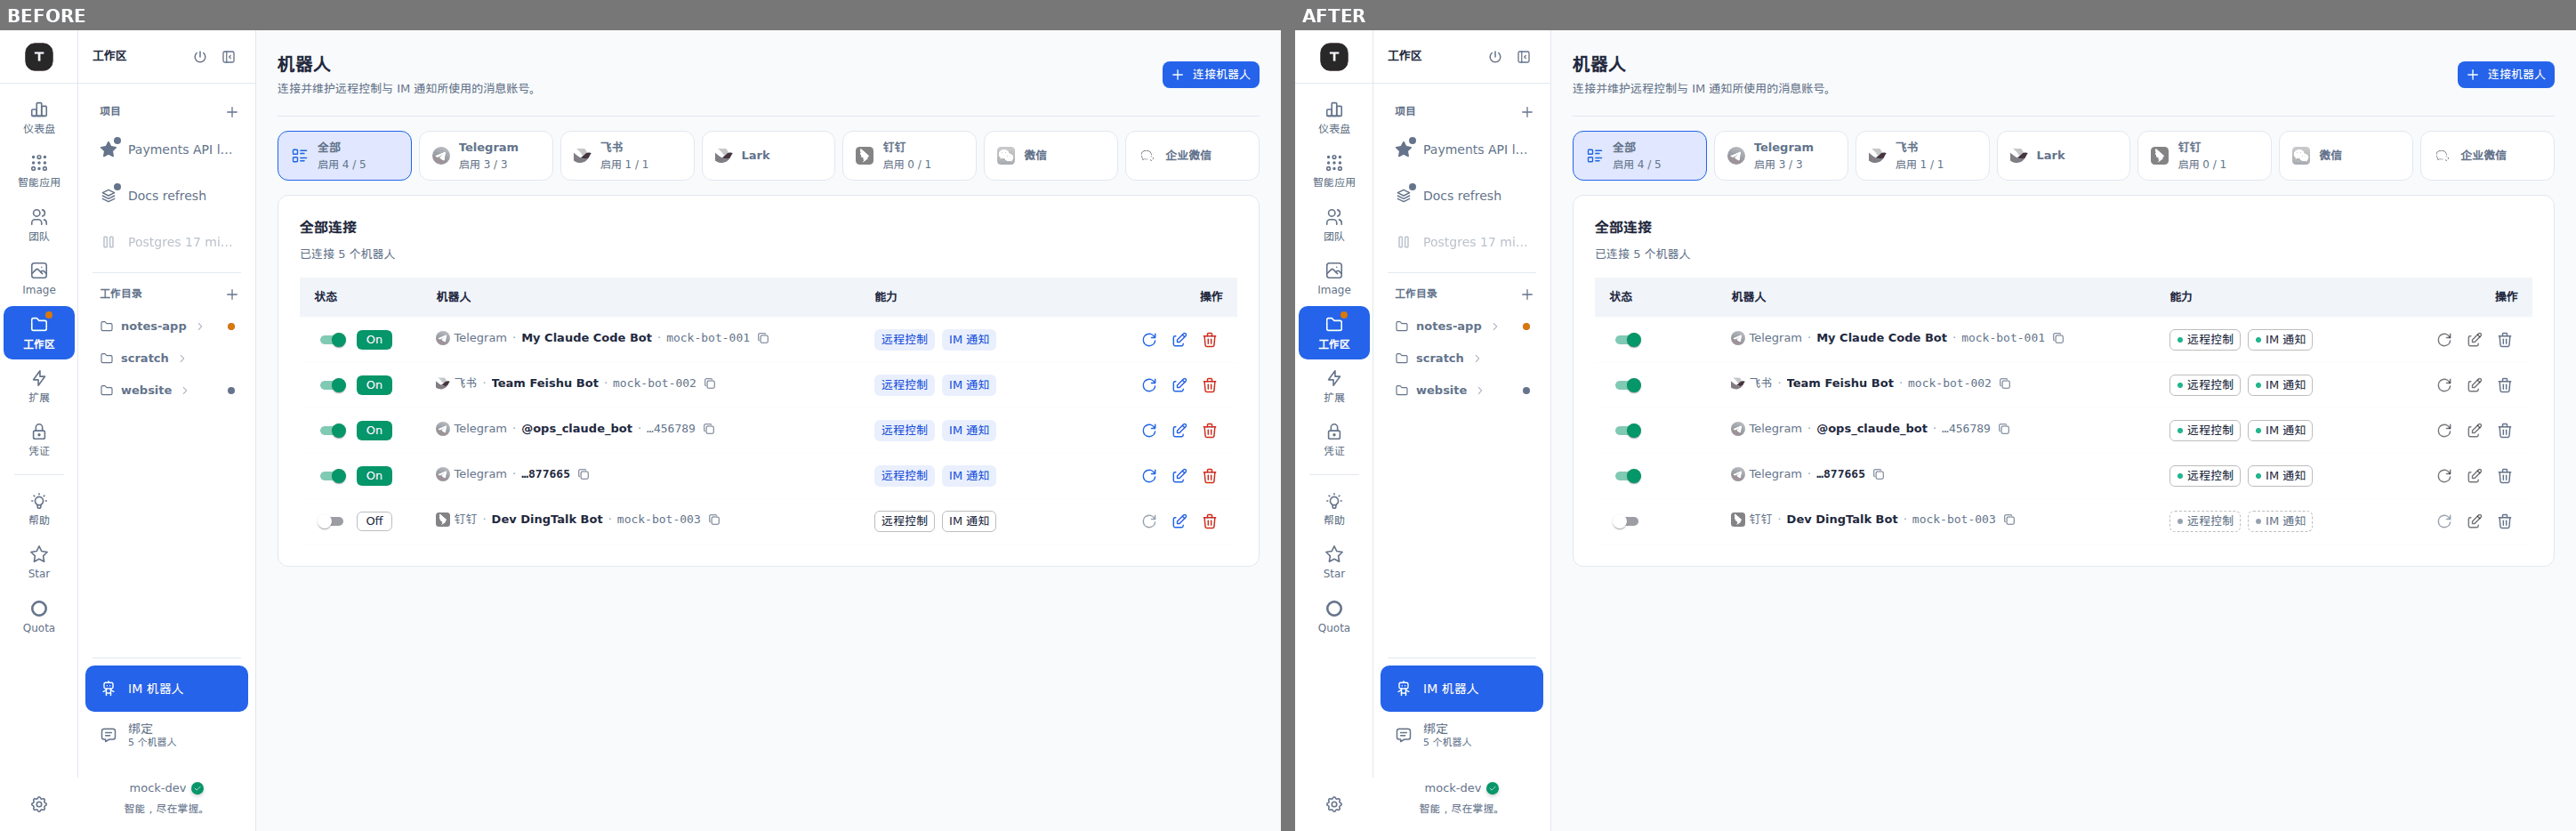 BEFORE
工作区
仪表盘
智能应用
团队
Image
工作区
扩展
凭证
帮助
Star
Quota
项目
Payments API l...
Docs refresh
Postgres 17 mi...
工作目录
notes-app
scratch
website
IM 机器人
绑定
5 个机器人
mock-dev
智能，尽在掌握。
机器人
连接并维护远程控制与 IM 通知所使用的消息账号。
连接机器人
全部
启用 4 / 5
Telegram
启用 3 / 3
飞书
启用 1 / 1
Lark
钉钉
启用 0 / 1
微信
企业微信
全部连接
已连接 5 个机器人
状态 机器人 能力 操作
On Telegram · My Claude Code Bot · mock-bot-001 远程控制 IM 通知
On 飞书 · Team Feishu Bot · mock-bot-002 远程控制 IM 通知
On Telegram · @ops_claude_bot · …456789 远程控制 IM 通知
On Telegram · …877665 远程控制 IM 通知
Off 钉钉 · Dev DingTalk Bot · mock-bot-003 远程控制 IM 通知
AFTER
T
工作区
仪表盘
智能应用
团队
Image
工作区
扩展
凭证
帮助
Star
Quota
项目
Payments API l...
Docs refresh
Postgres 17 mi...
工作目录
notes-app
scratch
website
IM 机器人
绑定
5 个机器人
mock-dev
智能，尽在掌握。
机器人
连接并维护远程控制与 IM 通知所使用的消息账号。
连接机器人
全部
启用 4 / 5
Telegram
启用 3 / 3
飞书
启用 1 / 1
Lark
钉钉
启用 0 / 1
微信
企业微信
全部连接
已连接 5 个机器人
状态 机器人 能力 操作
Telegram · My Claude Code Bot · mock-bot-001 远程控制 IM 通知
飞书 · Team Feishu Bot · mock-bot-002 远程控制 IM 通知
Telegram · @ops_claude_bot · …456789 远程控制 IM 通知
Telegram · …877665 远程控制 IM 通知
钉钉 · Dev DingTalk Bot · mock-bot-003 远程控制 IM 通知